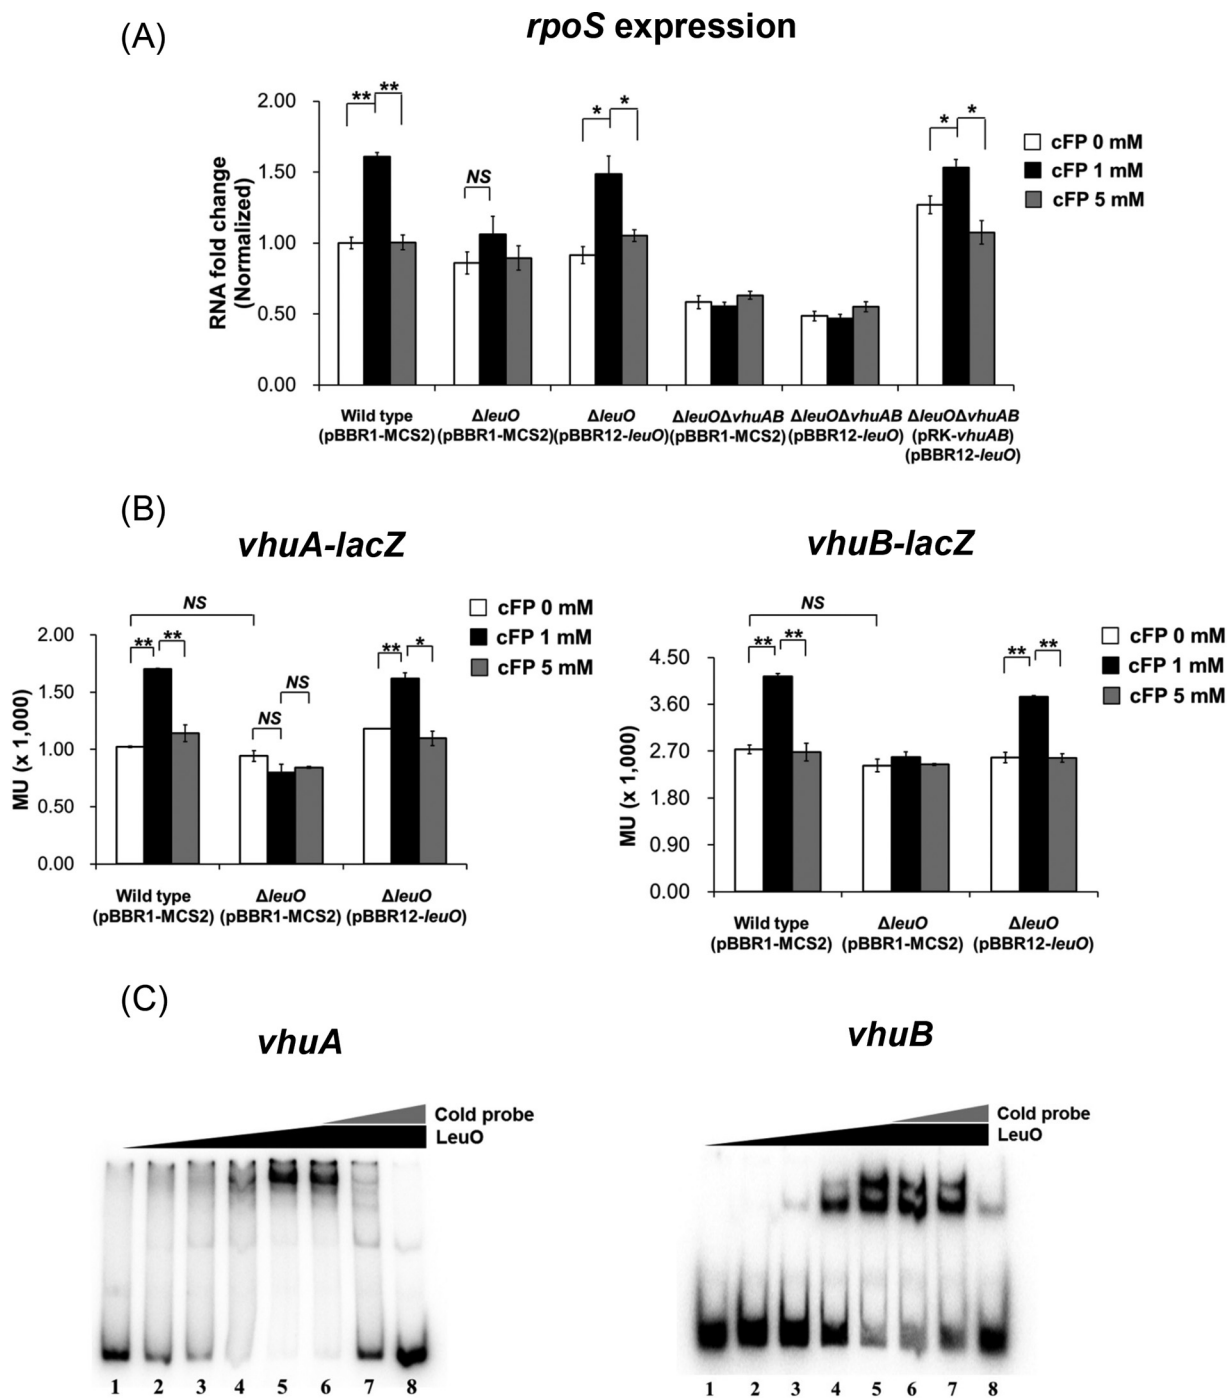 (A)
rpoS expression
** **
* *
* *
NS
2.00
1.50
1.00
0.50
0.00
RNA fold change
(Normalized)
cFP 0 mM
cFP 1 mM
cFP 5 mM
Wild type
(pBBR1-MCS2)
ΔleuO
(pBBR1-MCS2)
ΔleuO
(pBBR12-leuO)
ΔleuOΔvhuAB
(pBBR1-MCS2)
ΔleuOΔvhuAB
(pBBR12-leuO)
ΔleuOΔvhuAB
(pRK-vhuAB)
(pBBR12-leuO)
(B)
vhuA-lacZ
NS
** **
NS
NS
** *
cFP 0 mM
cFP 1 mM
cFP 5 mM
2.00
1.50
1.00
0.50
0.00
MU (x 1,000)
Wild type
(pBBR1-MCS2)
ΔleuO
(pBBR1-MCS2)
ΔleuO
(pBBR12-leuO)
vhuB-lacZ
NS
** **
** **
cFP 0 mM
cFP 1 mM
cFP 5 mM
4.50
3.60
2.70
1.80
0.90
0.00
MU (x 1,000)
Wild type
(pBBR1-MCS2)
ΔleuO
(pBBR1-MCS2)
ΔleuO
(pBBR12-leuO)
(C)
vhuA
Cold probe
LeuO
1 2 3 4 5 6 7 8
vhuB
Cold probe
LeuO
1 2 3 4 5 6 7 8